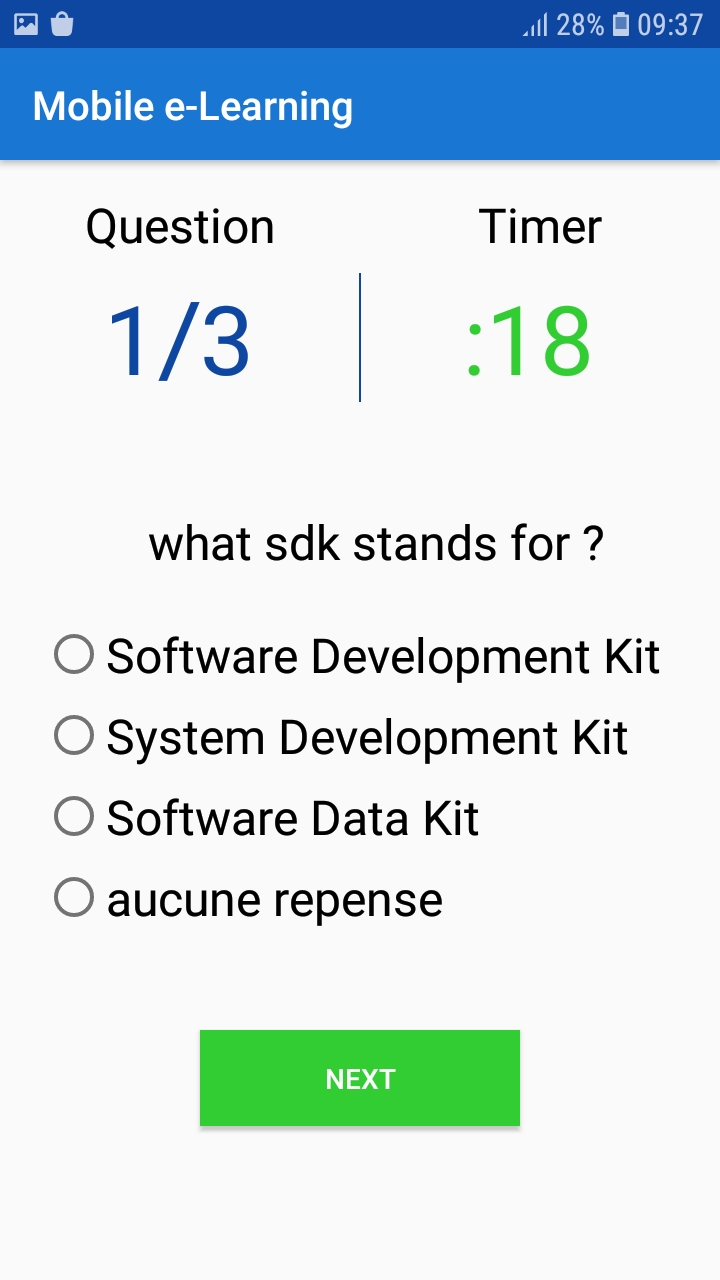 28% 09:37
Mobile e-Learning
Question Timer
1/3 :18
what sdk stands for ?
Software Development Kit
System Development Kit
Software Data Kit
aucune repense
NEXT